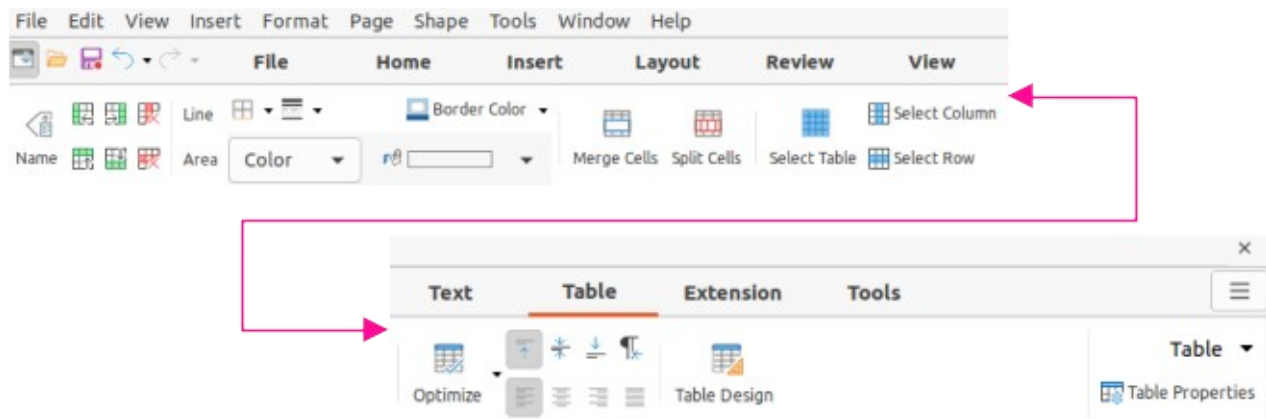 File Edit View Insert Format Page Shape Tools Window Help
File Home Insert Layout Review View
Line Border Color Select Column
Name Area Color Merge Cells Split Cells Select Table Select Row
Text Table Extension Tools
Table
Optimize Table Design Table Properties